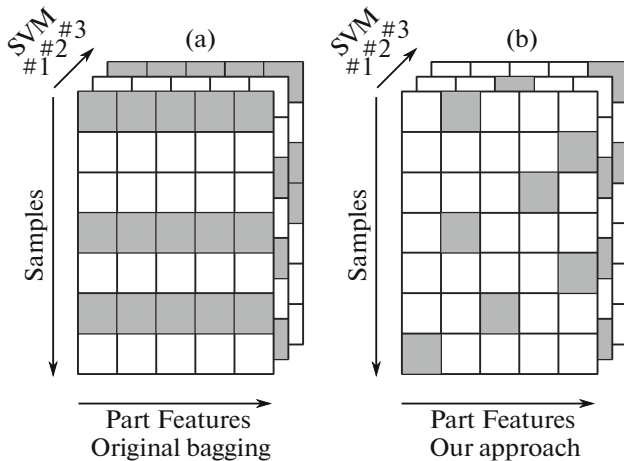 (a)
SVM
#1 #2 #3
Samples
Part Features
Original bagging
(b)
SVM
#1 #2 #3
Samples
Part Features
Our approach